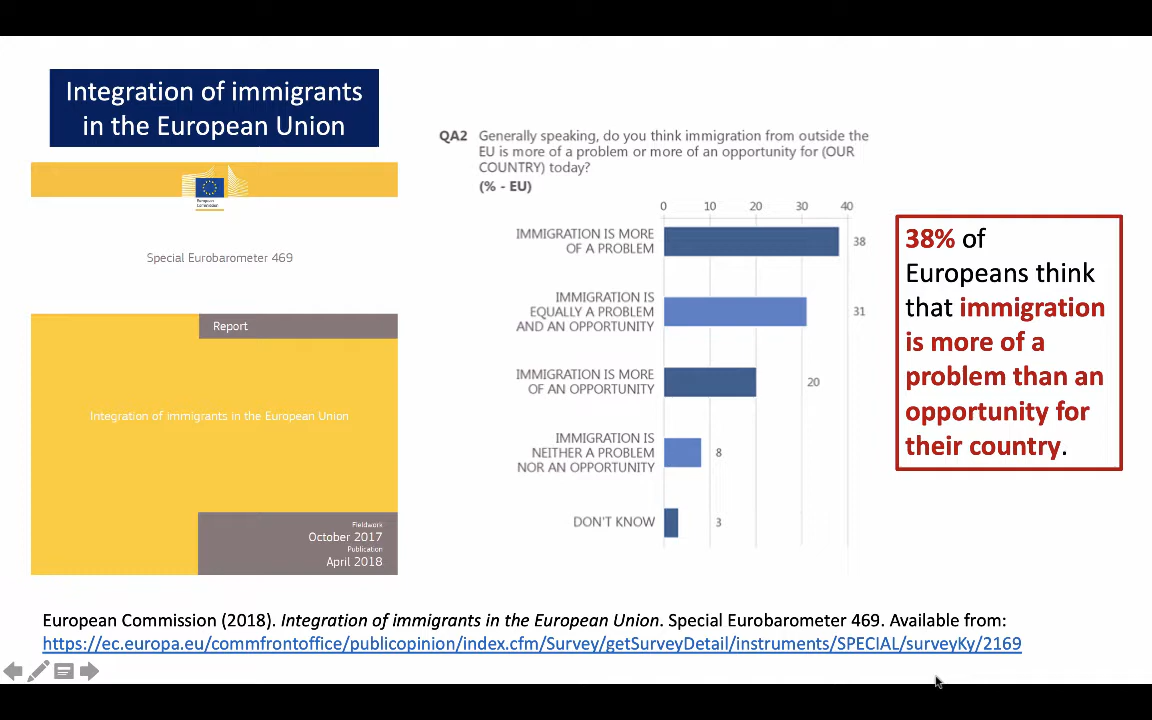 Integration of immigrants
in the European Union
European
Commission
Special Eurobarometer 469
Report
Integration of immigrants in the European Union
Fieldwork
October 2017
Publication
April 2018
QA2 Generally speaking, do you think immigration from outside the
EU is more of a problem or more of an opportunity for (OUR
COUNTRY) today?
(% - EU)
0 10 20 30 40
IMMIGRATION IS MORE
OF A PROBLEM
38
IMMIGRATION IS
EQUALLY A PROBLEM
AND AN OPPORTUNITY
31
IMMIGRATION IS MORE
OF AN OPPORTUNITY
20
IMMIGRATION IS
NEITHER A PROBLEM
NOR AN OPPORTUNITY
8
DON'T KNOW
3
38% of
Europeans think
that immigration
is more of a
problem than an
opportunity for
their country.
European Commission (2018). Integration of immigrants in the European Union. Special Eurobarometer 469. Available from:
https://ec.europa.eu/commfrontoffice/publicopinion/index.cfm/Survey/getSurveyDetail/instruments/SPECIAL/surveyKy/2169